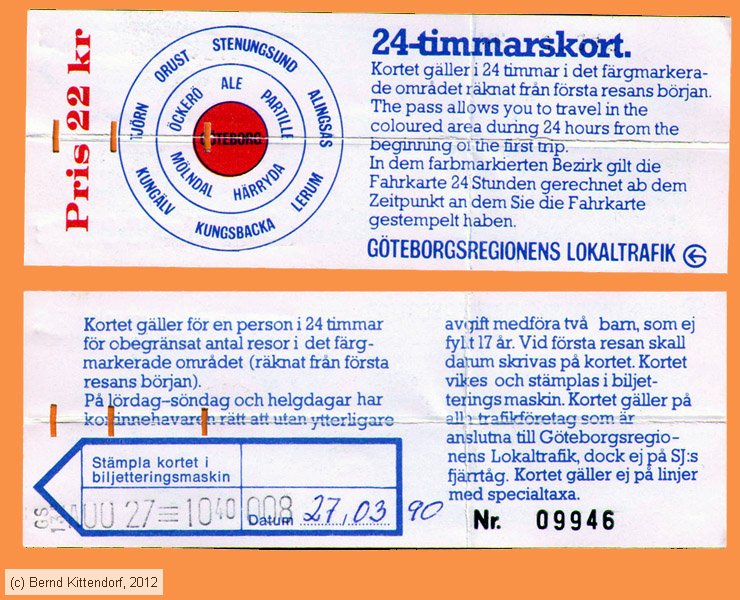 Pris 22 kr
STENUNGSUND
ORUST
ALINGSÅS
TJÖRN
ALE
ÖCKERÖ
PARTILLE
GÖTEBORG
MÖLNDAL
HÄRRYDA
KUNGÄLV
LERUM
KUNGSBACKA
24-timmarskort.
Kortet gäller i 24 timmar i det färgmarkera-
de området räknat från första resans början.
The pass allows you to travel in the
coloured area during 24 hours from the
beginning of the first trip.
In dem farbmarkierten Bezirk gilt die
Fahrkarte 24 Stunden gerechnet ab dem
Zeitpunkt an dem Sie die Fahrkarte
gestempelt haben.
GÖTEBORGSREGIONENS LOKALTRAFIK
Kortet gäller för en person i 24 timmar
för obegränsat antal resor i det färg-
markerade området (räknat från första
resans början).
På lördag–söndag och helgdagar har
kortinnehavaren rätt att utan ytterligare
Stämpla kortet i
biljetteringsmaskin
27 = 10 40 008
Datum 27,03 90
avgift medföra två barn, som ej
fyllt 17 år. Vid första resan skall
datum skrivas på kortet. Kortet
vikes och stämplas i biljet-
terings maskin. Kortet gäller på
alla trafikföretag som är
anslutna till Göteborgsregio-
nens Lokaltrafik, dock ej på SJ:s
fjärrtåg. Kortet gäller ej på linjer
med specialtaxa.
Nr. 09946
(c) Bernd Kittendorf, 2012